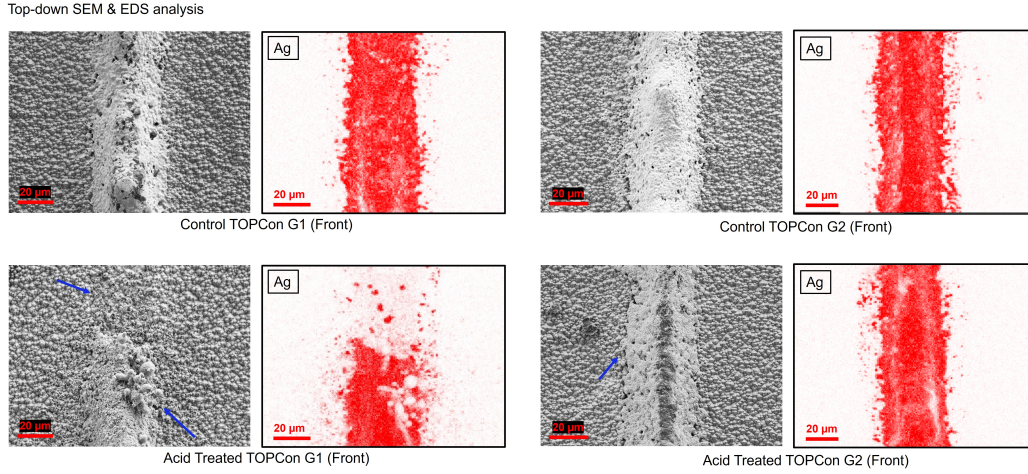 Top-down SEM & EDS analysis
20 µm
Ag
20 µm
20 µm
Ag
20 µm
Control TOPCon G1 (Front)
Control TOPCon G2 (Front)
20 µm
Ag
20 µm
20 µm
Ag
20 µm
Acid Treated TOPCon G1 (Front)
Acid Treated TOPCon G2 (Front)